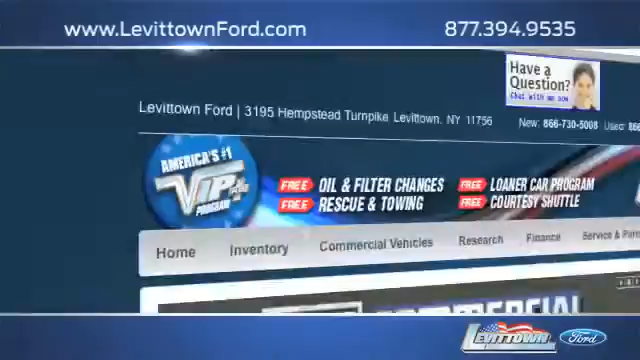 www.LevittownFord.com 877.394.9535
Have a
Question?
Chat with me now
Levittown Ford | 3195 Hempstead Turnpike Levittown, NY 11756
New: 866-730-5008 Used: 866
AMERICA'S #1
VIP
PROGRAM
FREE OIL & FILTER CHANGES FREE LOANER CAR PROGRAM
FREE RESCUE & TOWING FREE COURTESY SHUTTLE
Home Inventory Commercial Vehicles Research Finance Service & Parts
COMMERCIAL
LEVITTOWN Ford